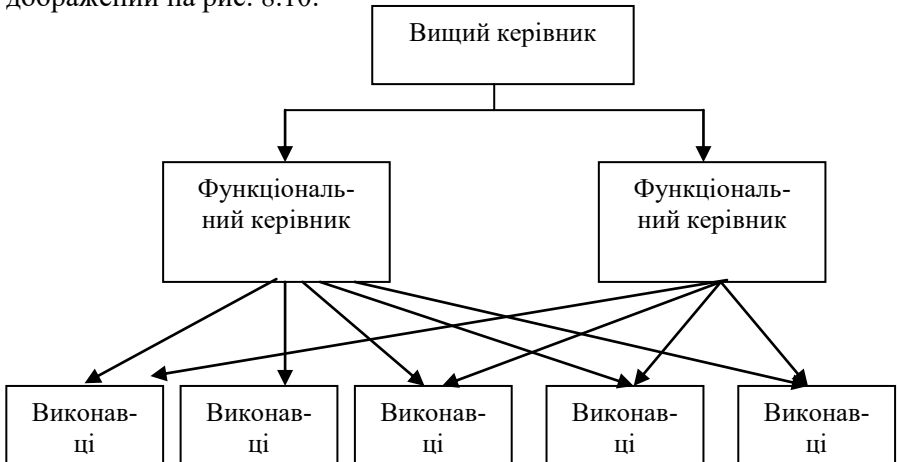 дображений на рис. 8.10.
Вищий керівник
Функціональ-
ний керівник
Функціональ-
ний керівник
Виконав-
ці
Виконав-
ці
Виконав-
ці
Виконав-
ці
Виконав-
ці